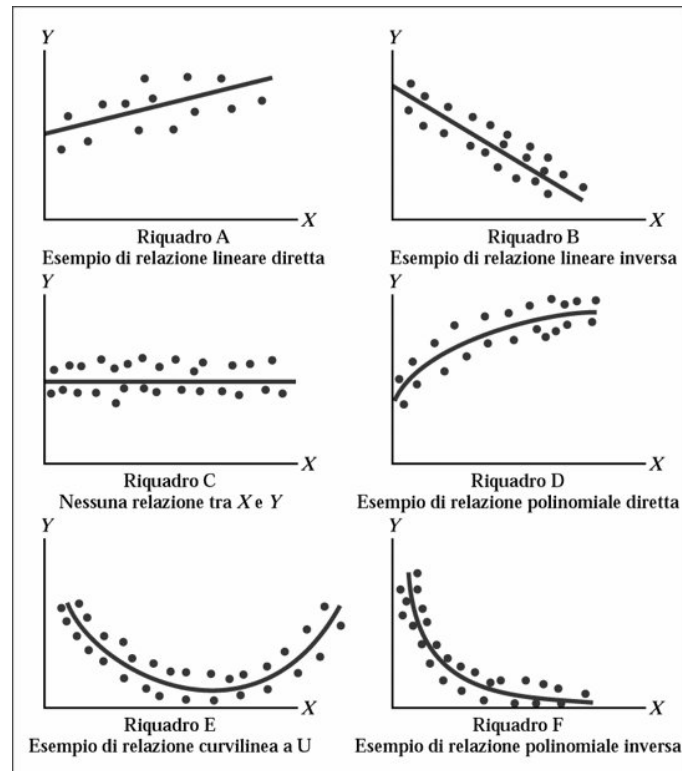 Y
Y
X
X
Riquadro A
Esempio di relazione lineare diretta
Riquadro B
Esempio di relazione lineare inversa
Y
Y
X
X
Riquadro C
Nessuna relazione tra X e Y
Riquadro D
Esempio di relazione polinomiale diretta
Y
Y
X
X
Riquadro E
Esempio di relazione curvilinea a U
Riquadro F
Esempio di relazione polinomiale inversa